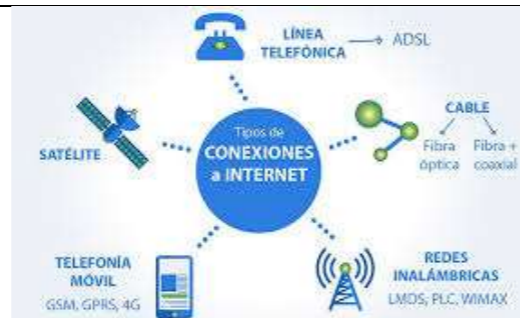 LÍNEA
TELEFÓNICA
ADSL
CABLE
Fibra
óptica
Fibra +
coaxial
SATÉLITE
Tipos de
CONEXIONES
a INTERNET
TELEFONÍA
MÓVIL
GSM, GPRS, 4G
REDES
INALÁMBRICAS
LMDS, PLC, WIMAX